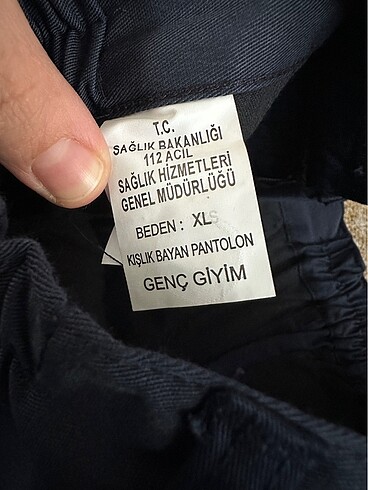 T.C.
SAĞLIK BAKANLIĞI
112 ACİL
SAĞLIK HİZMETLERİ
GENEL MÜDÜRLÜĞÜ
BEDEN : XL
KIŞLIK BAYAN PANTOLON
GENÇ GİYİM